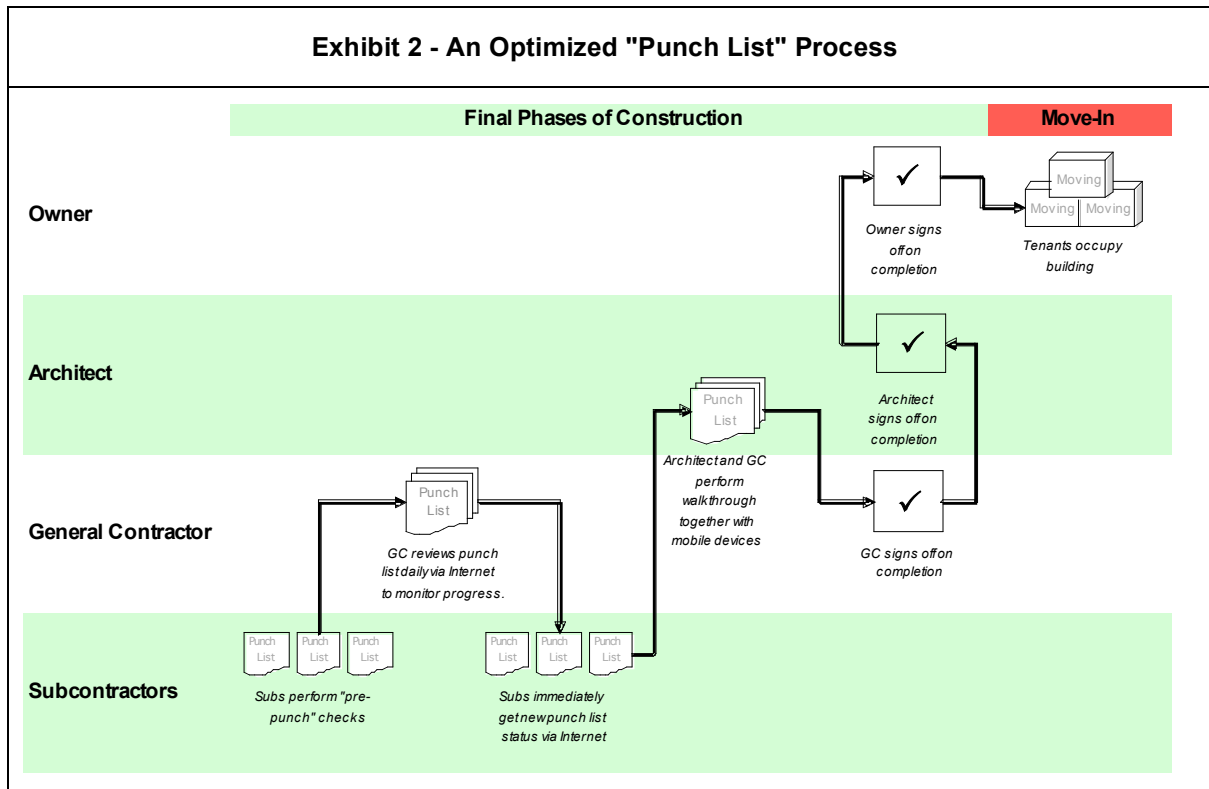 Exhibit 2 - An Optimized "Punch List" Process
Final Phases of Construction
Move-In
Owner
✓
Moving
Moving
Moving
Owner signs
off on
completion
Tenants occupy
building
Architect
✓
Punch
List
Architect
signs off on
completion
Architect and GC
perform
walkthrough
together with
mobile devices
General Contractor
Punch
List
✓
GC reviews punch
list daily via Internet
to monitor progress.
GC signs off on
completion
Subcontractors
Punch
List
Punch
List
Punch
List
Punch
List
Punch
List
Punch
List
Subs perform "pre-
punch" checks
Subs immediately
get new punch list
status via Internet